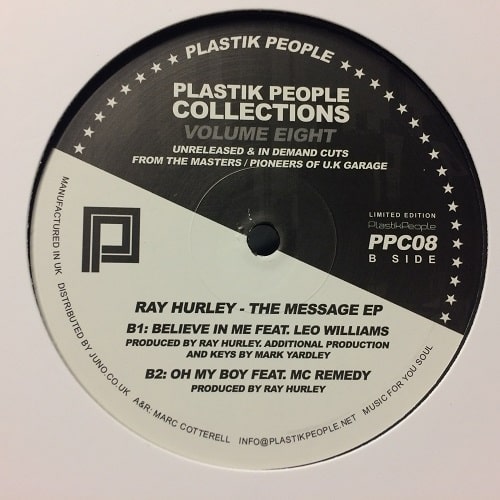 PLASTIK PEOPLE
PLASTIK PEOPLE
COLLECTIONS
VOLUME EIGHT
UNRELEASED & IN DEMAND CUTS
FROM THE MASTERS / PIONEERS OF U.K GARAGE
LIMITED EDITION
PlastikPeople
PPC08
B SIDE
RAY HURLEY - THE MESSAGE EP
B1: BELIEVE IN ME FEAT. LEO WILLIAMS
PRODUCED BY RAY HURLEY. ADDITIONAL PRODUCTION
AND KEYS BY MARK YARDLEY
B2: OH MY BOY FEAT. MC REMEDY
PRODUCED BY RAY HURLEY
MANUFACTURED IN UK DISTRIBUTED BY JUNO.CO.UK A&R: MARC COTTERELL INFO@PLASTIKPEOPLE.NET MUSIC FOR YOU SOUL